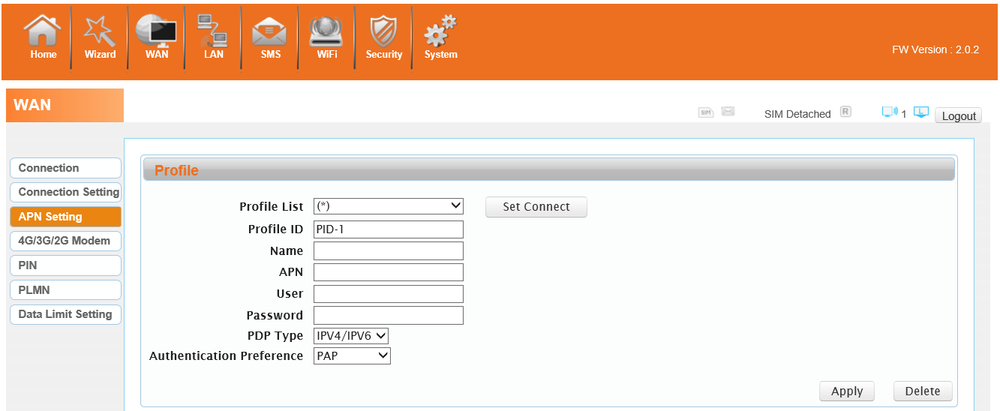 Home Wizard WAN LAN SMS WiFi Security System
FW Version : 2.0.2
WAN
SIM SIM Detached R 1 L Logout
Connection
Connection Setting
APN Setting
4G/3G/2G Modem
PIN
PLMN
Data Limit Setting
Profile
Profile List (*) Set Connect
Profile ID PID-1
Name
APN
User
Password
PDP Type IPV4/IPV6
Authentication Preference PAP
Apply Delete